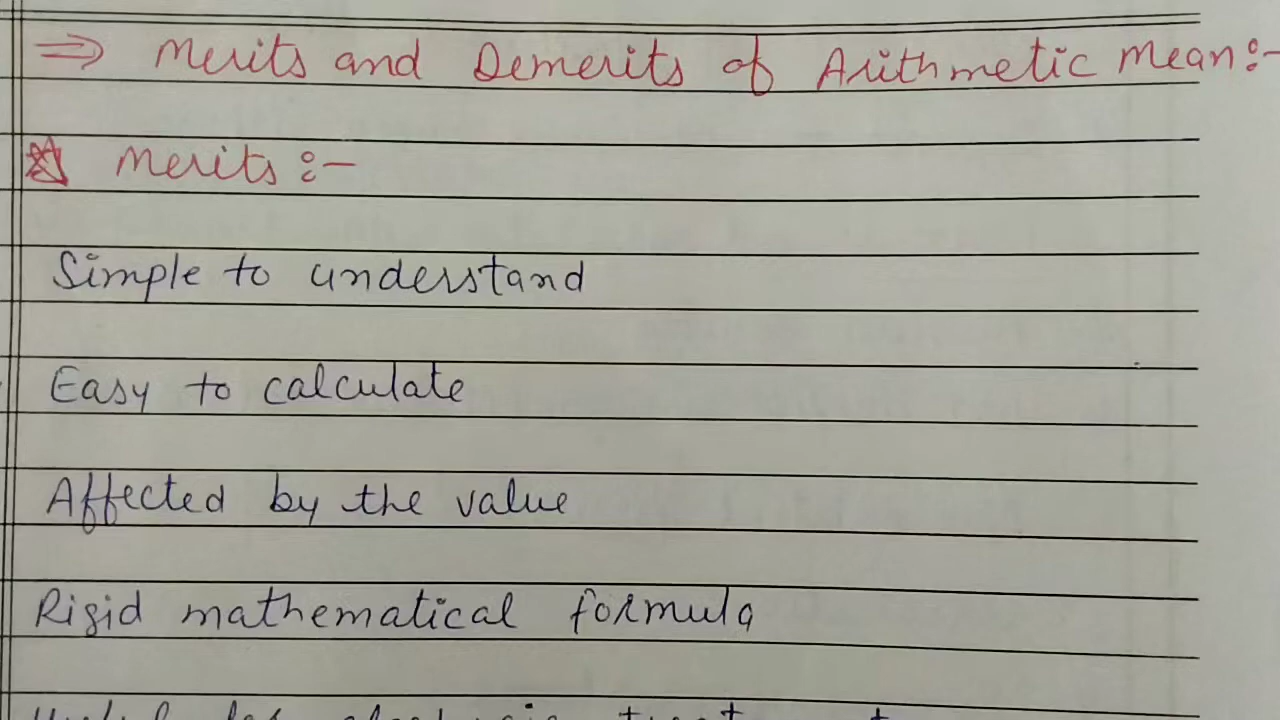 ⇒ Merits and Demerits of Arithmetic Mean:-
☆ Merits:-
Simple to understand
Easy to calculate
Affected by the value
Rigid mathematical formula